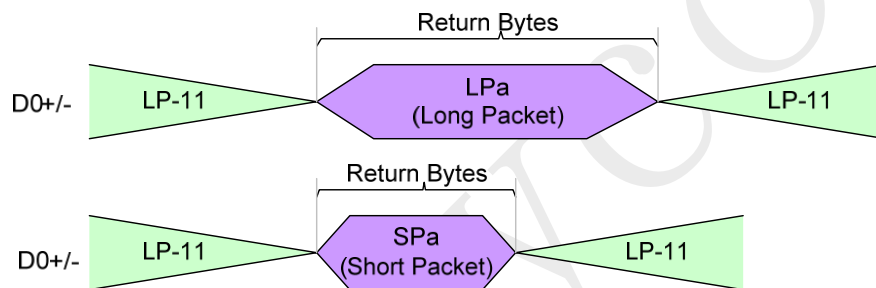 Return Bytes
D0+/- LP-11 LPa LP-11
(Long Packet)
Return Bytes
D0+/- LP-11 SPa LP-11
(Short Packet)